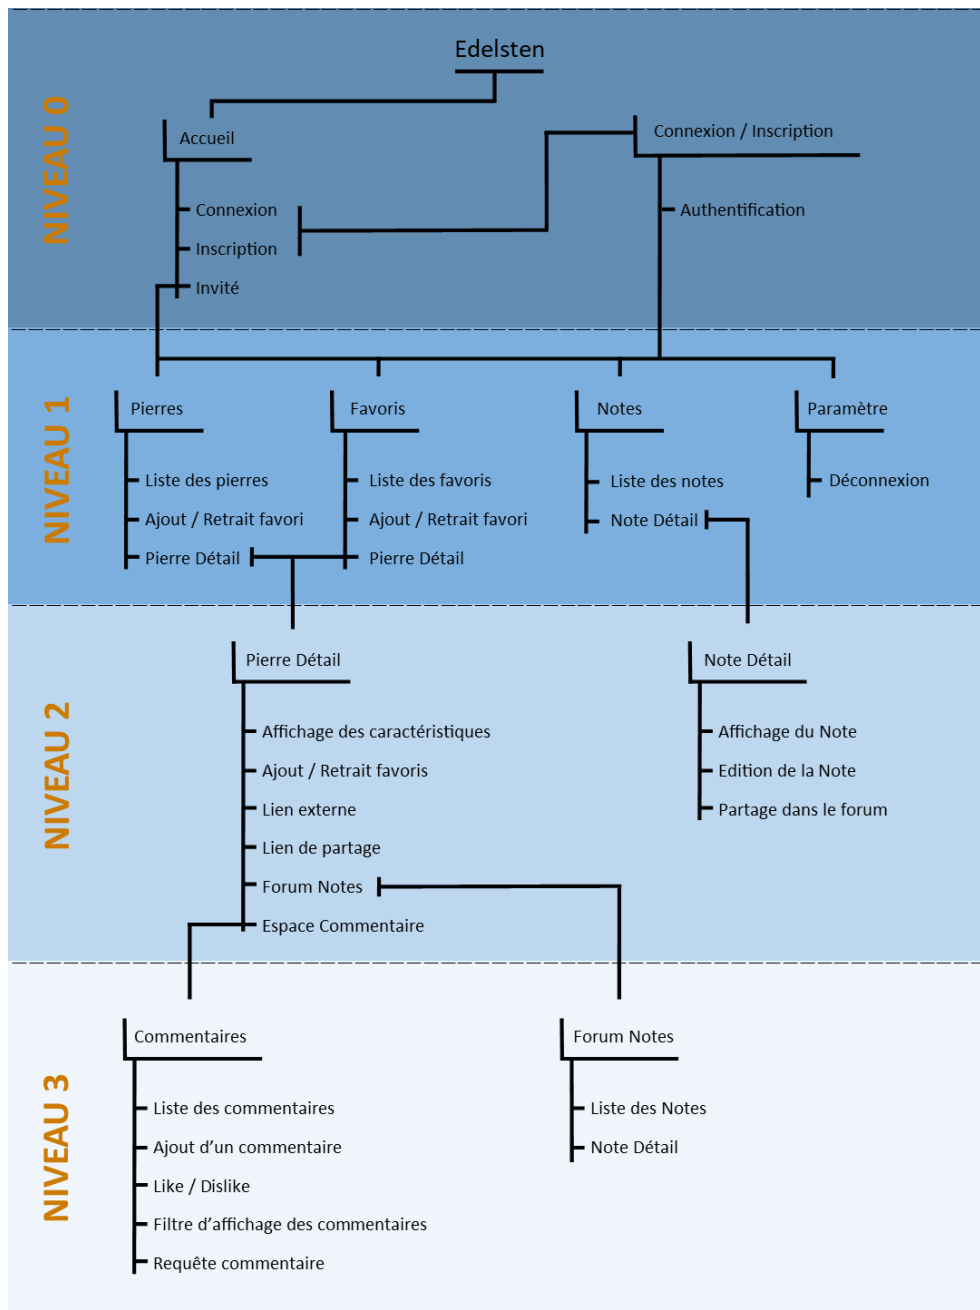 Edelsten
NIVEAU 0
Accueil
Connexion
Inscription
Invité
Connexion / Inscription
Authentification
NIVEAU 1
Pierres
Liste des pierres
Ajout / Retrait favori
Pierre Détail
Favoris
Liste des favoris
Ajout / Retrait favori
Pierre Détail
Notes
Liste des notes
Note Détail
Paramètre
Déconnexion
NIVEAU 2
Pierre Détail
Affichage des caractéristiques
Ajout / Retrait favoris
Lien externe
Lien de partage
Forum Notes
Espace Commentaire
Note Détail
Affichage du Note
Edition de la Note
Partage dans le forum
NIVEAU 3
Commentaires
Liste des commentaires
Ajout d’un commentaire
Like / Dislike
Filtre d’affichage des commentaires
Requête commentaire
Forum Notes
Liste des Notes
Note Détail